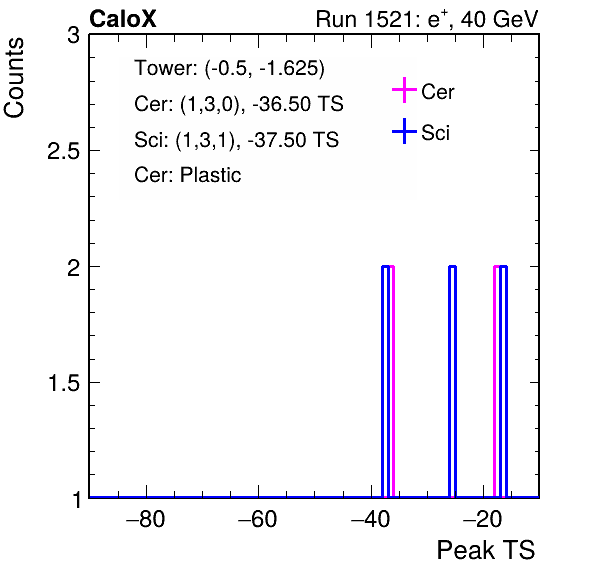 CaloX Run 1521: e⁺, 40 GeV
Counts
Tower: (-0.5, -1.625)
Cer: (1,3,0), -36.50 TS
Sci: (1,3,1), -37.50 TS
Cer: Plastic
Cer
Sci
3
2.5
2
1.5
1
−80 −60 −40 −20
Peak TS